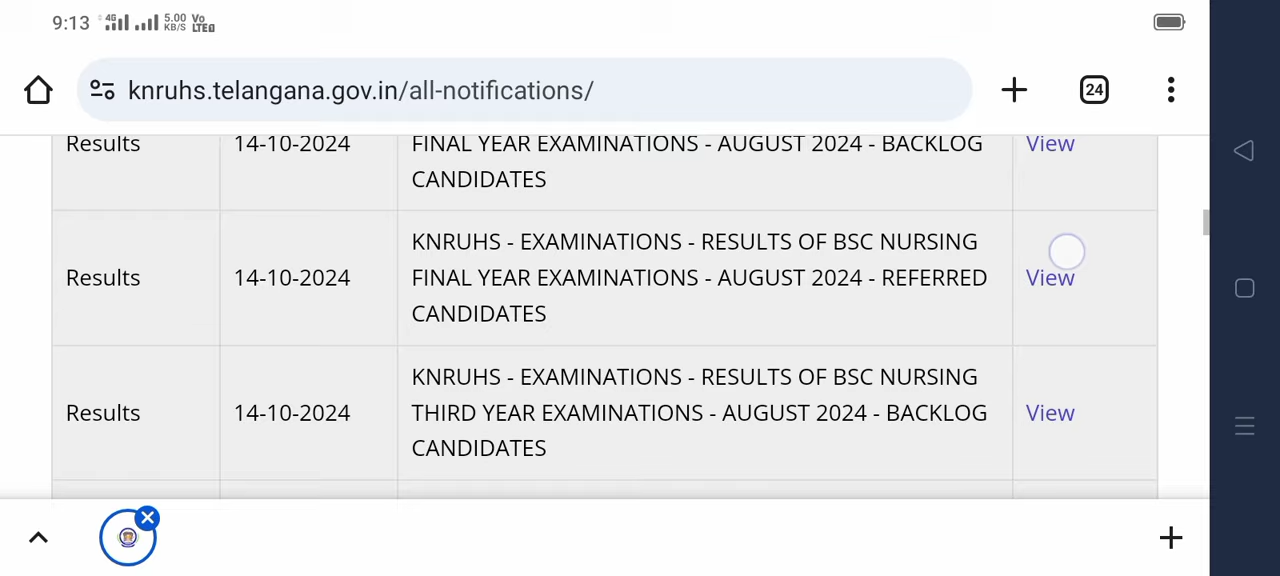 9:13 4G 5.00 KB/S Vo LTE
knruhs.telangana.gov.in/all-notifications/ 24
Results 14-10-2024 FINAL YEAR EXAMINATIONS - AUGUST 2024 - BACKLOG View
CANDIDATES
KNRUHS - EXAMINATIONS - RESULTS OF BSC NURSING
Results 14-10-2024 FINAL YEAR EXAMINATIONS - AUGUST 2024 - REFERRED View
CANDIDATES
KNRUHS - EXAMINATIONS - RESULTS OF BSC NURSING
Results 14-10-2024 THIRD YEAR EXAMINATIONS - AUGUST 2024 - BACKLOG View
CANDIDATES